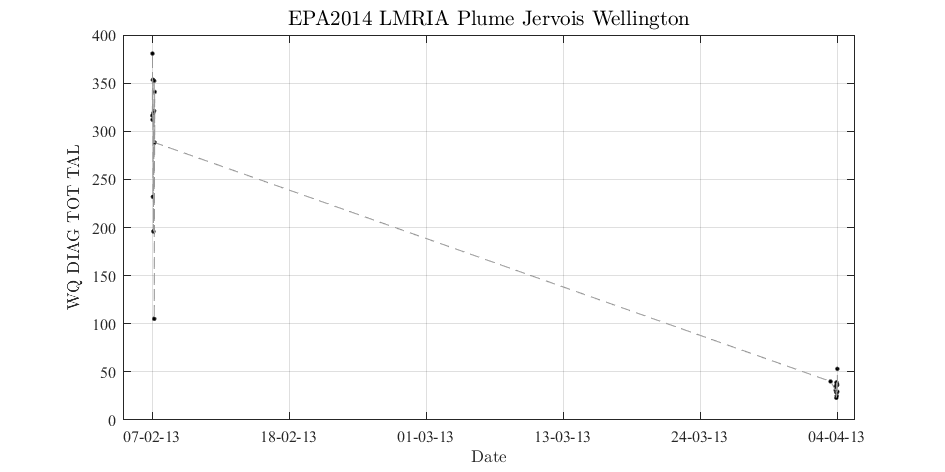 EPA2014 LMRIA Plume Jervois Wellington
400
350
300
250
200
150
100
50
0
WQ DIAG TOT TAL
07-02-13 18-02-13 01-03-13 13-03-13 24-03-13 04-04-13
Date